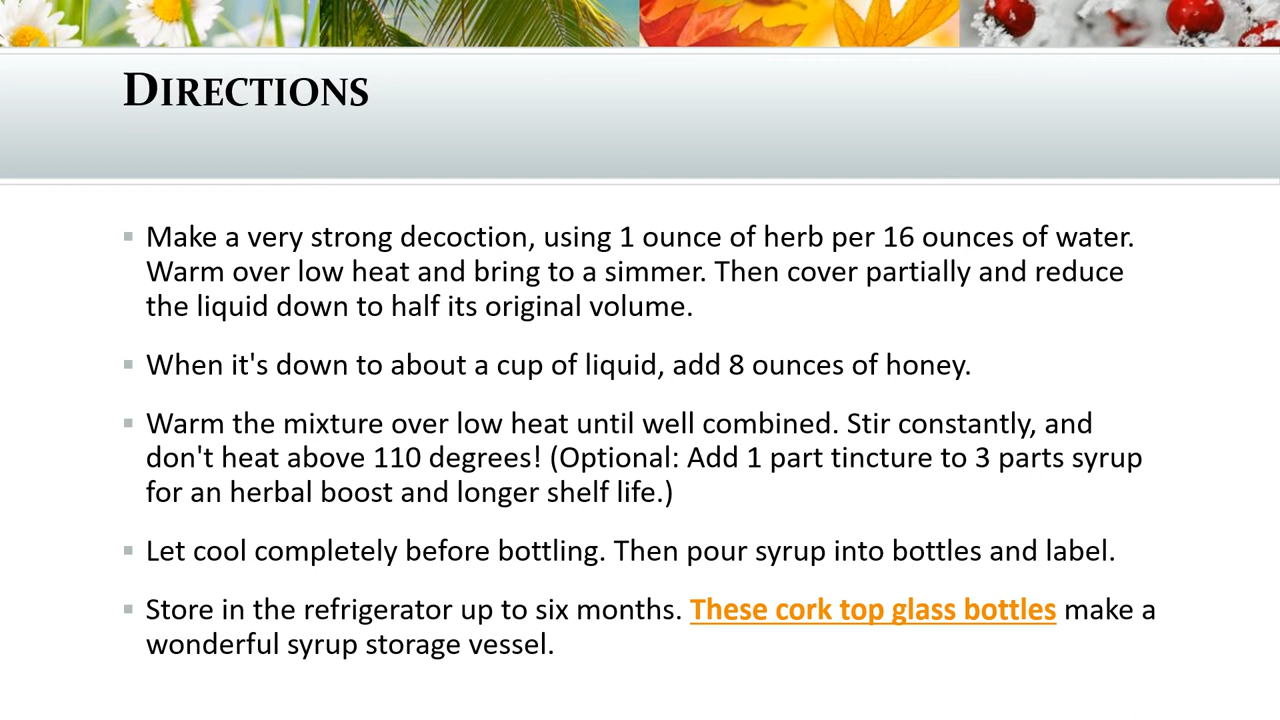 DIRECTIONS
▪ Make a very strong decoction, using 1 ounce of herb per 16 ounces of water.
Warm over low heat and bring to a simmer. Then cover partially and reduce
the liquid down to half its original volume.
▪ When it's down to about a cup of liquid, add 8 ounces of honey.
▪ Warm the mixture over low heat until well combined. Stir constantly, and
don't heat above 110 degrees! (Optional: Add 1 part tincture to 3 parts syrup
for an herbal boost and longer shelf life.)
▪ Let cool completely before bottling. Then pour syrup into bottles and label.
▪ Store in the refrigerator up to six months. These cork top glass bottles make a
wonderful syrup storage vessel.